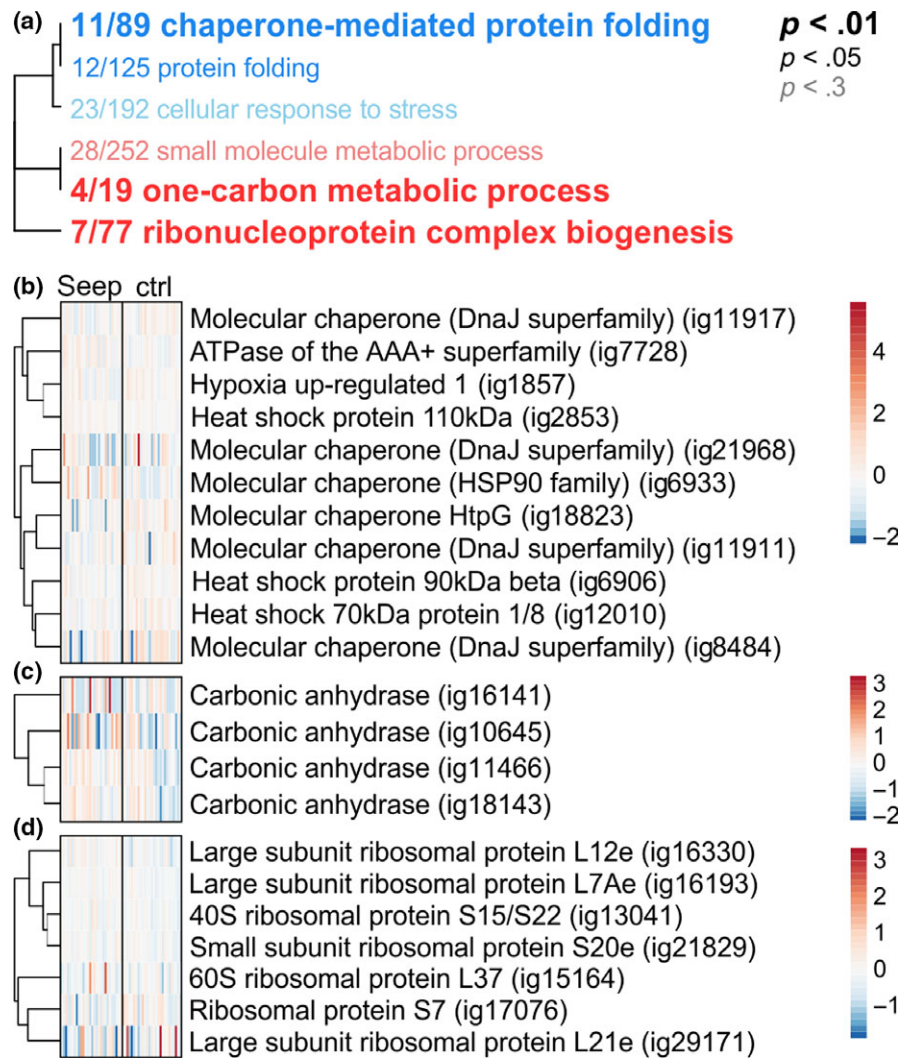 (a)
11/89 chaperone-mediated protein folding
12/125 protein folding
23/192 cellular response to stress
28/252 small molecule metabolic process
4/19 one-carbon metabolic process
7/77 ribonucleoprotein complex biogenesis
p < .01
p < .05
p < .3
(b)
Seep ctrl
Molecular chaperone (DnaJ superfamily) (ig11917)
ATPase of the AAA+ superfamily (ig7728)
Hypoxia up-regulated 1 (ig1857)
Heat shock protein 110kDa (ig2853)
Molecular chaperone (DnaJ superfamily) (ig21968)
Molecular chaperone (HSP90 family) (ig6933)
Molecular chaperone HtpG (ig18823)
Molecular chaperone (DnaJ superfamily) (ig11911)
Heat shock protein 90kDa beta (ig6906)
Heat shock 70kDa protein 1/8 (ig12010)
Molecular chaperone (DnaJ superfamily) (ig8484)
4
2
0
−2
(c)
Carbonic anhydrase (ig16141)
Carbonic anhydrase (ig10645)
Carbonic anhydrase (ig11466)
Carbonic anhydrase (ig18143)
3
2
1
0
−1
−2
(d)
Large subunit ribosomal protein L12e (ig16330)
Large subunit ribosomal protein L7Ae (ig16193)
40S ribosomal protein S15/S22 (ig13041)
Small subunit ribosomal protein S20e (ig21829)
60S ribosomal protein L37 (ig15164)
Ribosomal protein S7 (ig17076)
Large subunit ribosomal protein L21e (ig29171)
3
2
1
0
−1